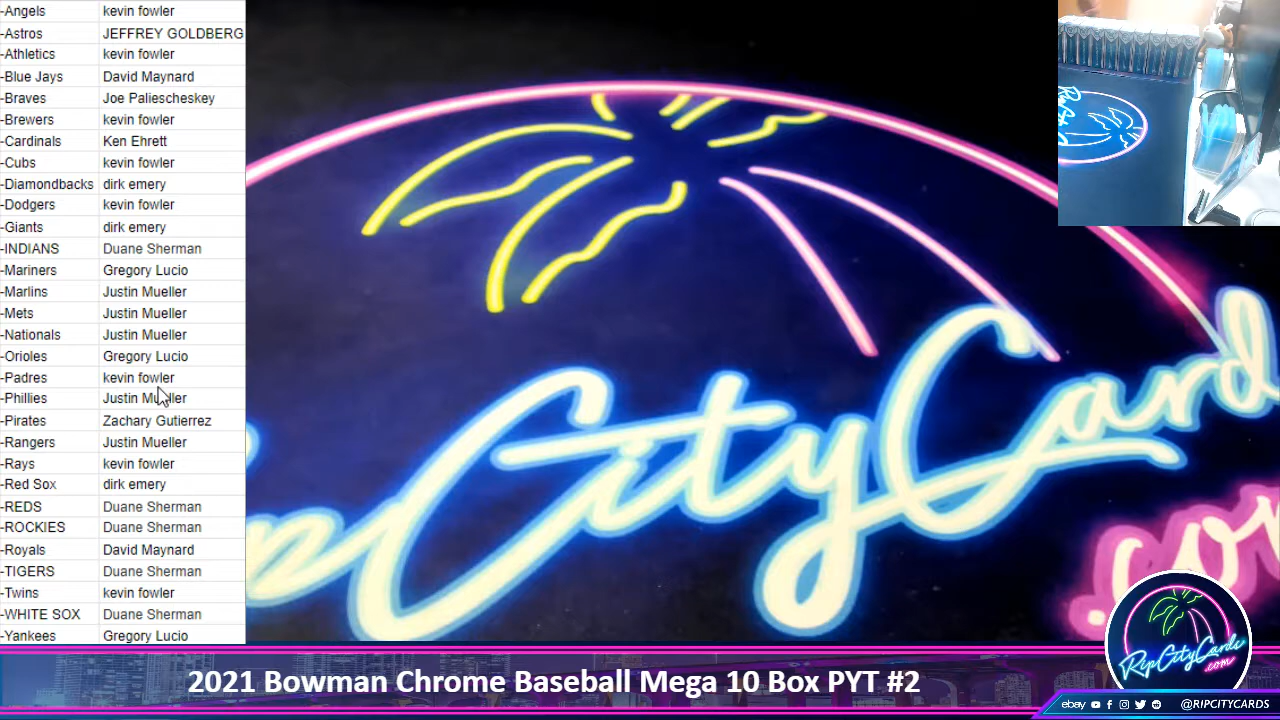 -Angels kevin fowler
-Astros JEFFREY GOLDBERG
-Athletics kevin fowler
-Blue Jays David Maynard
-Braves Joe Paliescheskey
-Brewers kevin fowler
-Cardinals Ken Ehrett
-Cubs kevin fowler
-Diamondbacks dirk emery
-Dodgers kevin fowler
-Giants dirk emery
-INDIANS Duane Sherman
-Mariners Gregory Lucio
-Marlins Justin Mueller
-Mets Justin Mueller
-Nationals Justin Mueller
-Orioles Gregory Lucio
-Padres kevin fowler
-Phillies Justin Mueller
-Pirates Zachary Gutierrez
-Rangers Justin Mueller
-Rays kevin fowler
-Red Sox dirk emery
-REDS Duane Sherman
-ROCKIES Duane Sherman
-Royals David Maynard
-TIGERS Duane Sherman
-Twins kevin fowler
-WHITE SOX Duane Sherman
-Yankees Gregory Lucio
ipCityCard
.co
RipCityCards
.com
2021 Bowman Chrome Baseball Mega 10 Box PYT #2
ebay @RIPCITYCARDS